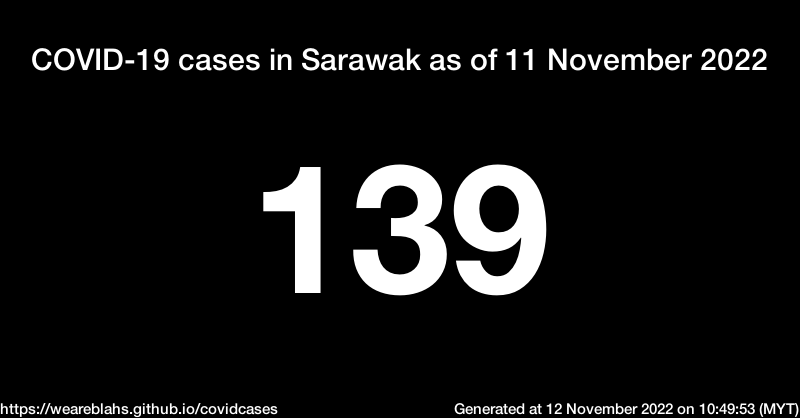 COVID-19 cases in Sarawak as of 11 November 2022
139
https://weareblahs.github.io/covidcases
Generated at 12 November 2022 on 10:49:53 (MYT)